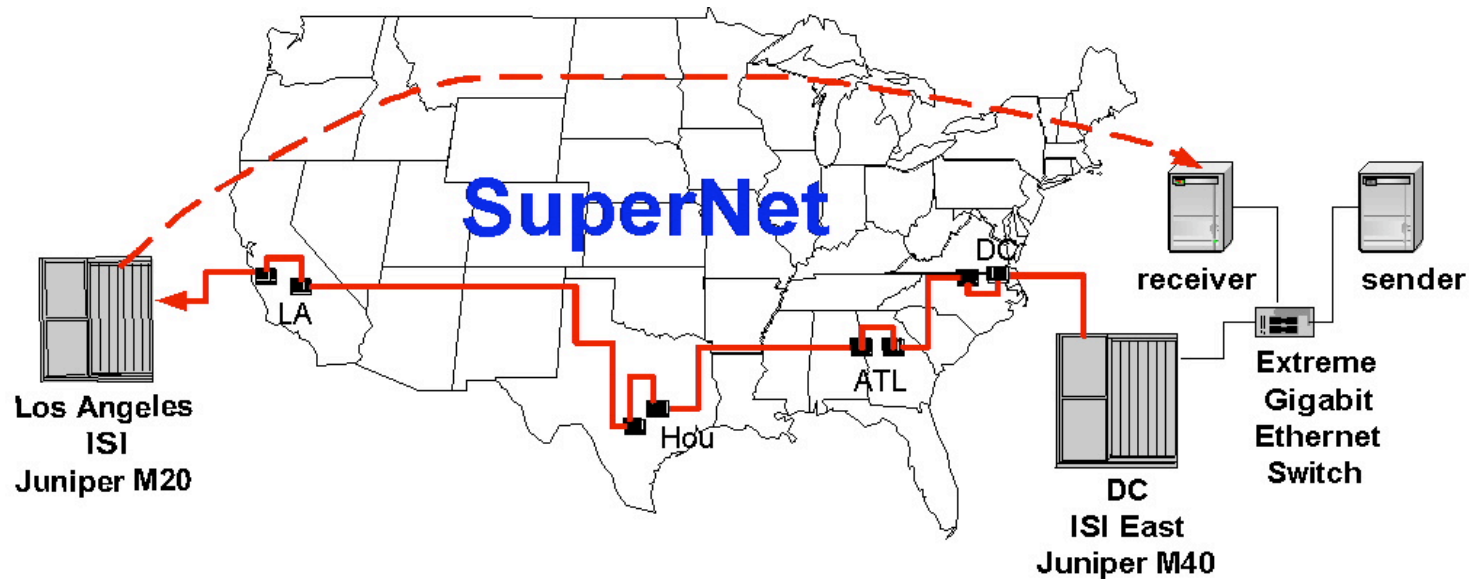 SuperNet
DC
receiver
sender
LA
ATL
Hou
Los Angeles
ISI
Juniper M20
Extreme
Gigabit
Ethernet
Switch
DC
ISI East
Juniper M40